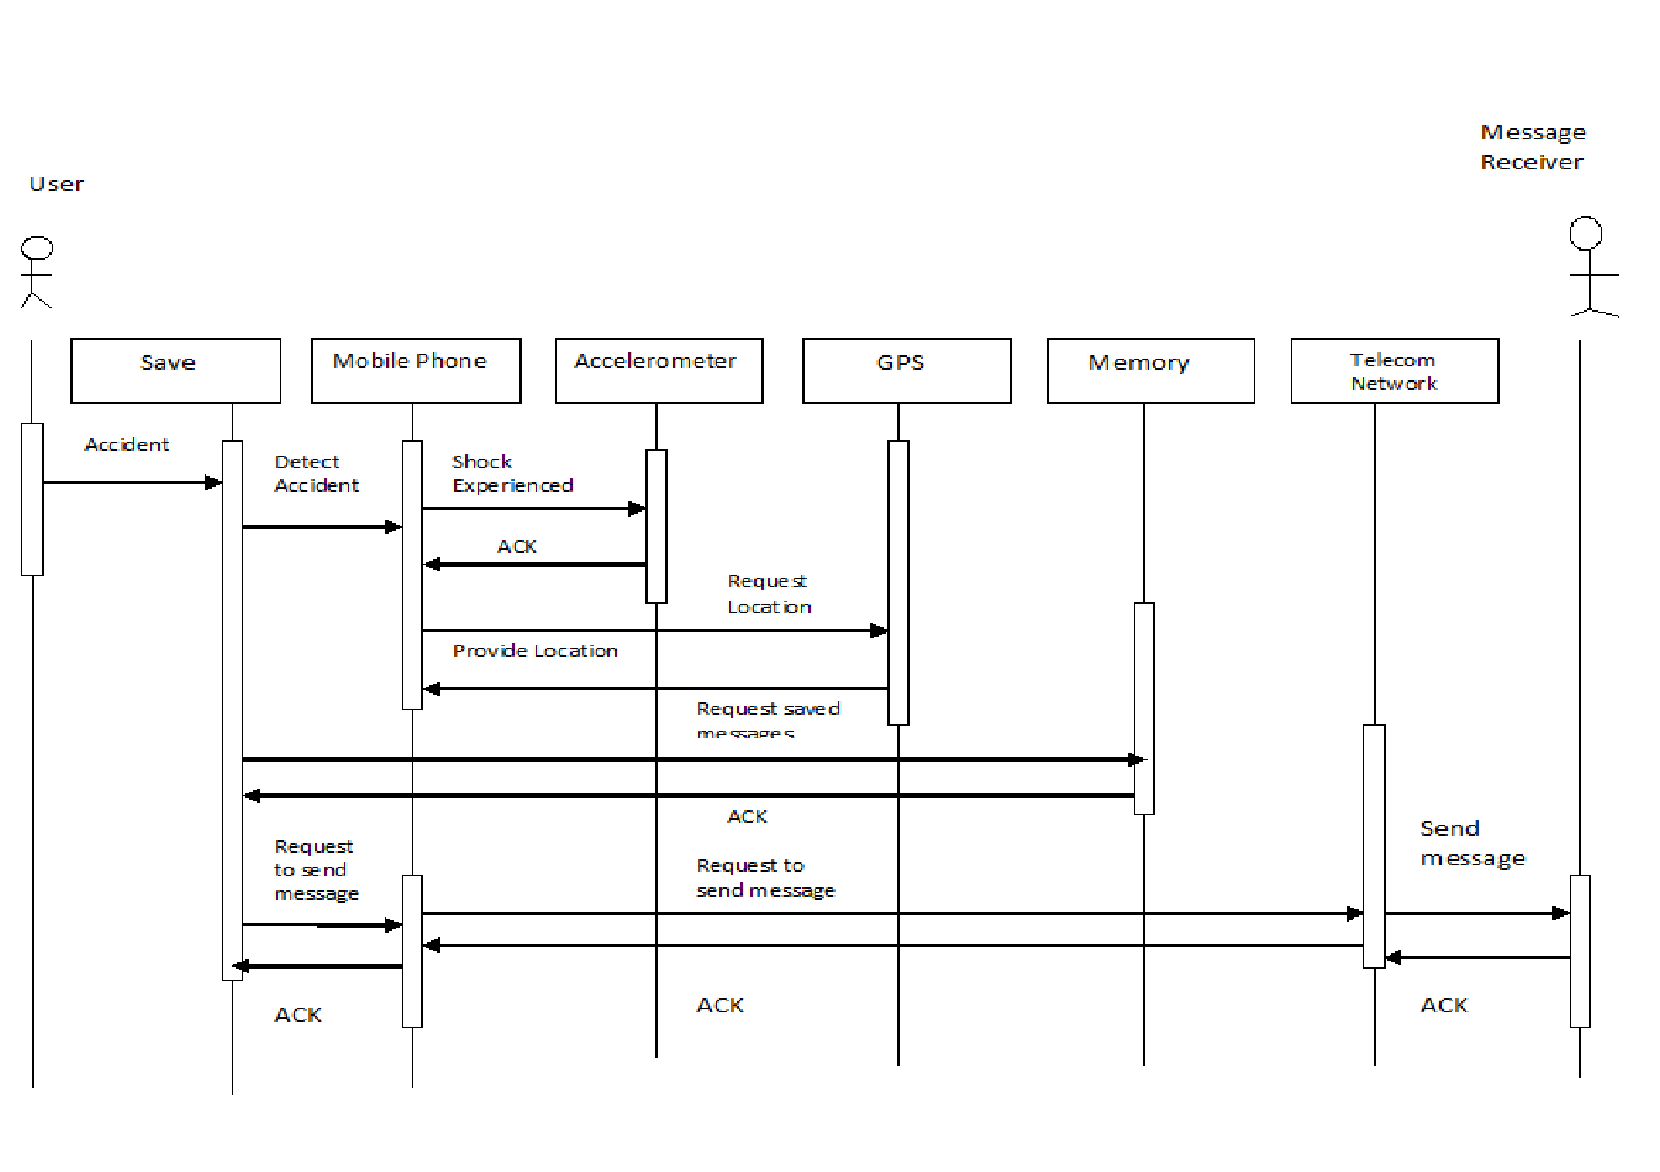 Message
Receiver
User
Save
Mobile Phone
Accelerometer
GPS
Memory
Telecom
Network
Accident
Detect
Accident
Shock
Experienced
ACK
Request
Location
Provide Location
Request saved
messages
ACK
Request
to send
message
Request to
send message
Send
message
ACK
ACK
ACK